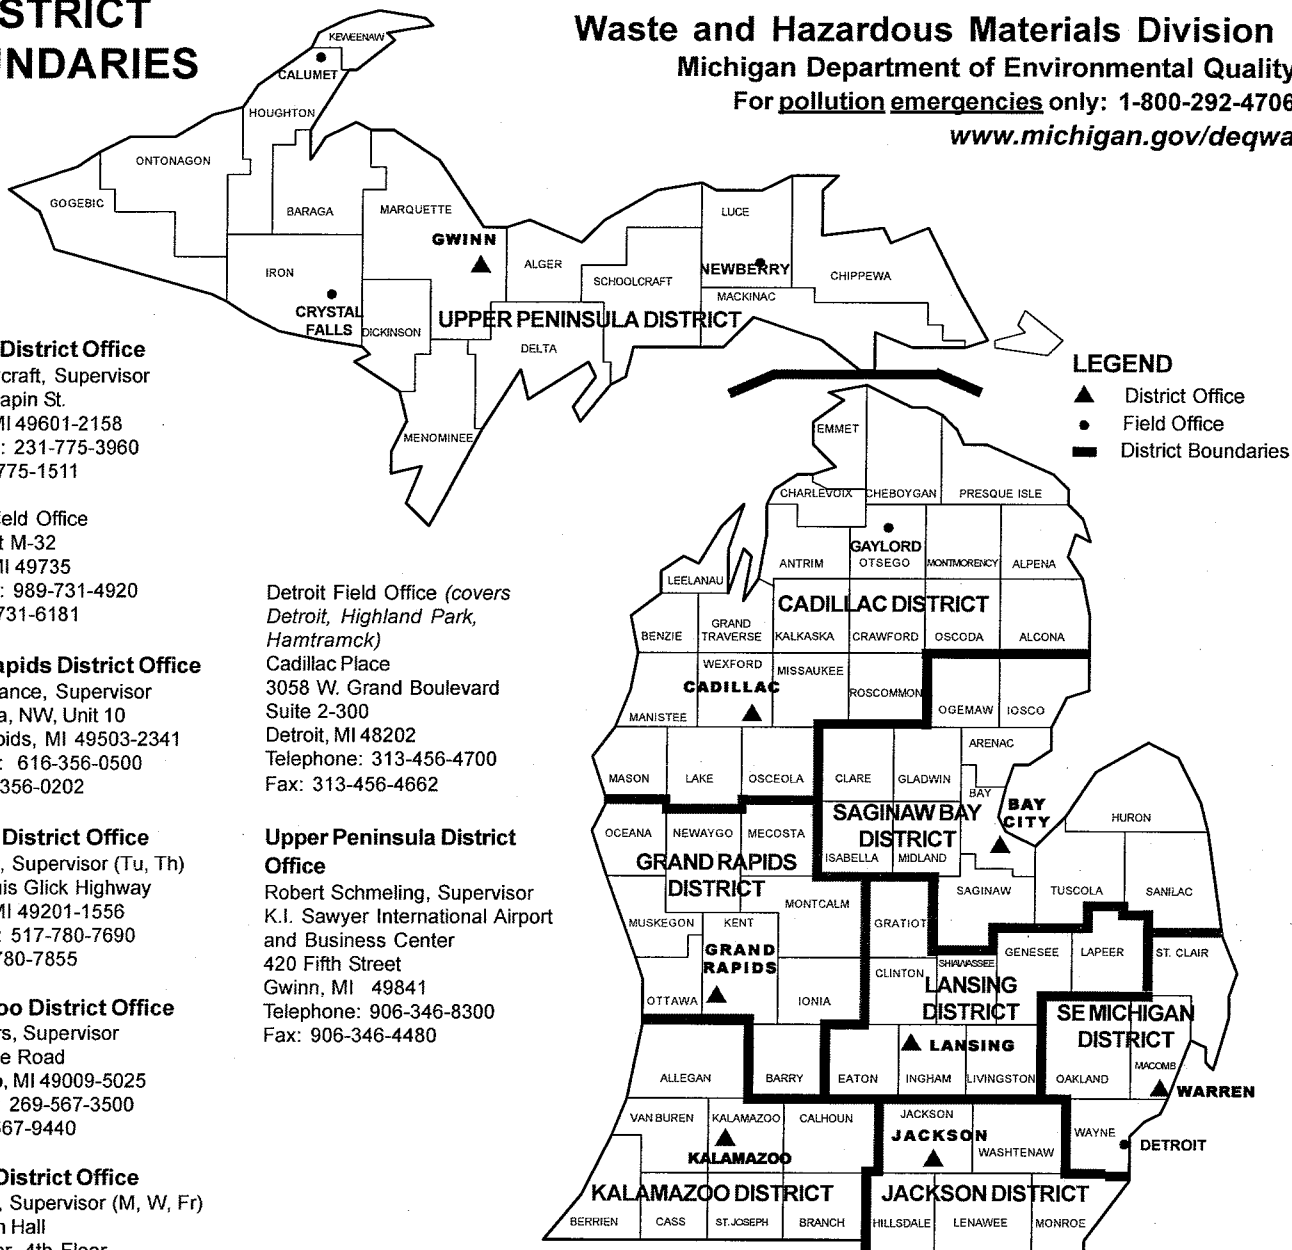 STRICT
NDARIES
Waste and Hazardous Materials Division
Michigan Department of Environmental Quality
For pollution emergencies only: 1-800-292-4706
www.michigan.gov/deqwa
KEWEENAW
CALUMET
HOUGHTON
ONTONAGON
GOGEBIC
BARAGA
MARQUETTE
LUCE
GWINN
ALGER
NEWBERRY
CHIPPEWA
IRON
SCHOOLCRAFT
MACKINAC
CRYSTAL
FALLS
DICKINSON
UPPER PENINSULA DISTRICT
DELTA
MENOMINEE
LEGEND
District Office
Field Office
District Boundaries
District Office
craft, Supervisor
apin St.
MI 49601-2158
: 231-775-3960
775-1511
eld Office
t M-32
MI 49735
: 989-731-4920
731-6181
apids District Office
ance, Supervisor
a, NW, Unit 10
pids, MI 49503-2341
: 616-356-0500
356-0202
District Office
, Supervisor (Tu, Th)
is Glick Highway
MI 49201-1556
: 517-780-7690
780-7855
oo District Office
rs, Supervisor
e Road
o, MI 49009-5025
269-567-3500
567-9440
District Office
, Supervisor (M, W, Fr)
n Hall
er, 4th Floor
Detroit Field Office (covers
Detroit, Highland Park,
Hamtramck)
Cadillac Place
3058 W. Grand Boulevard
Suite 2-300
Detroit, MI 48202
Telephone: 313-456-4700
Fax: 313-456-4662
Upper Peninsula District
Office
Robert Schmeling, Supervisor
K.I. Sawyer International Airport
and Business Center
420 Fifth Street
Gwinn, MI 49841
Telephone: 906-346-8300
Fax: 906-346-4480
EMMET
CHARLEVOIX
CHEBOYGAN
PRESQUE ISLE
GAYLORD
ANTRIM
OTSEGO
MONTMORENCY
ALPENA
LEELANAU
CADILLAC DISTRICT
BENZIE
GRAND
TRAVERSE
KALKASKA
CRAWFORD
OSCODA
ALCONA
WEXFORD
MISSAUKEE
CADILLAC
ROSCOMMON
MANISTEE
OGEMAW
IOSCO
ARENAC
MASON
LAKE
OSCEOLA
CLARE
GLADWIN
BAY
BAY
CITY
SAGINAW BAY
DISTRICT
HURON
OCEANA
NEWAYGO
MECOSTA
ISABELLA
MIDLAND
GRAND RAPIDS
DISTRICT
SAGINAW
TUSCOLA
SANILAC
MONTCALM
MUSKEGON
KENT
GRATIOT
GRAND
RAPIDS
GENESEE
LAPEER
ST. CLAIR
SHIAWASSEE
CLINTON
OTTAWA
IONIA
LANSING
DISTRICT
SE MICHIGAN
DISTRICT
LANSING
ALLEGAN
BARRY
EATON
INGHAM
LIVINGSTON
OAKLAND
MACOMB
WARREN
VAN BUREN
KALAMAZOO
CALHOUN
JACKSON
JACKSON
WASHTENAW
WAYNE
DETROIT
KALAMAZOO
KALAMAZOO DISTRICT
JACKSON DISTRICT
BERRIEN
CASS
ST. JOSEPH
BRANCH
HILLSDALE
LENAWEE
MONROE